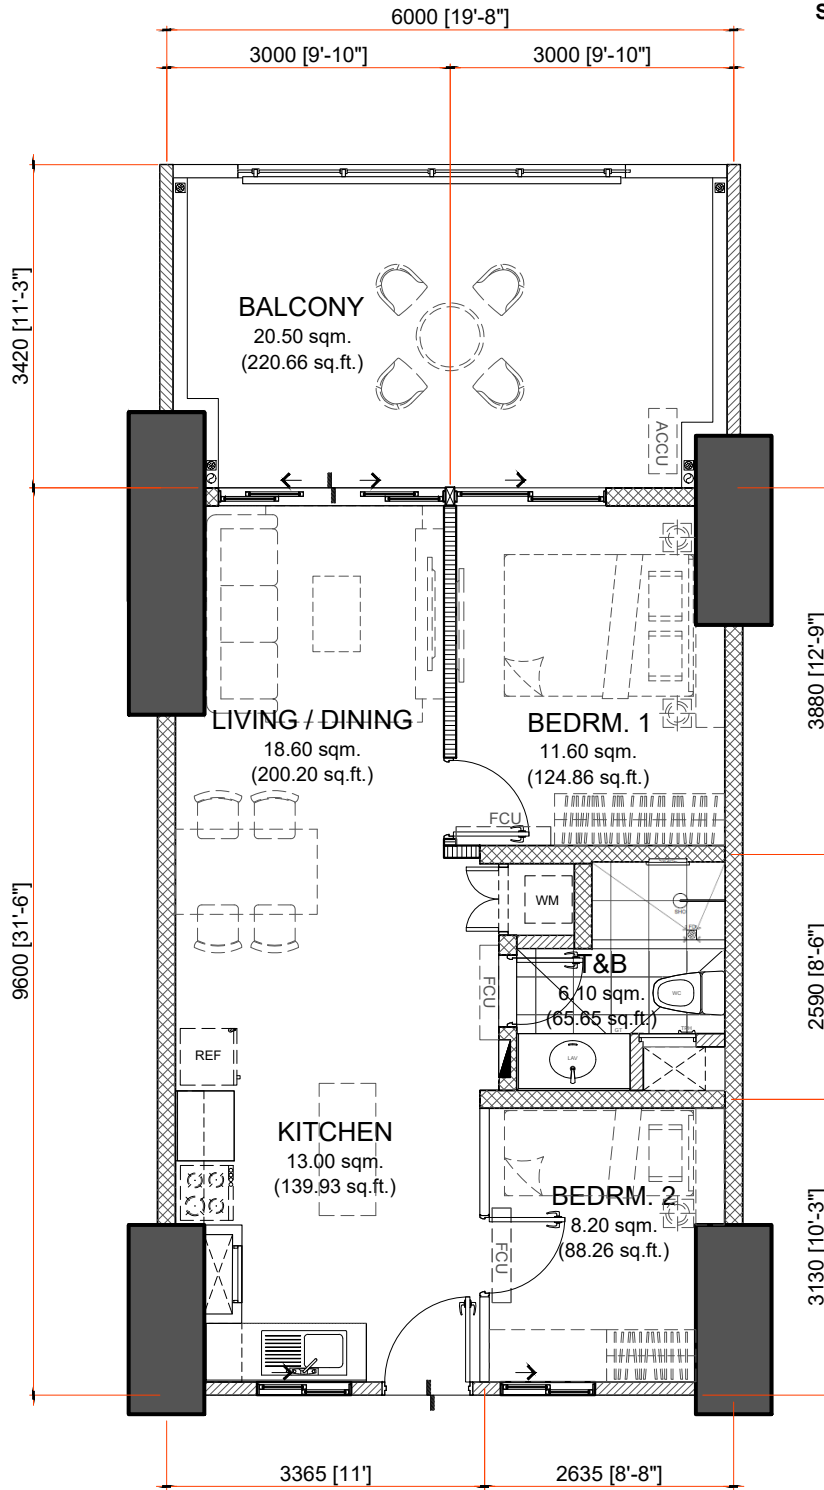 S
6000 [19'-8"]
3000 [9'-10"]
3000 [9'-10"]
3420 [11'-3"]
BALCONY
20.50 sqm.
(220.66 sq.ft.)
ACCU
LIVING / DINING
18.60 sqm.
(200.20 sq.ft.)
BEDRM. 1
11.60 sqm.
(124.86 sq.ft.)
3880 [12'-9"]
FCU
9600 [31'-6"]
WM
SHO
T&B
6.10 sqm.
(65.65 sq.ft.)
WC
2590 [8'-6"]
FCU
GT
LAV
REF
KITCHEN
13.00 sqm.
(139.93 sq.ft.)
BEDRM. 2
8.20 sqm.
(88.26 sq.ft.)
FCU
3130 [10'-3"]
3365 [11']
2635 [8'-8"]